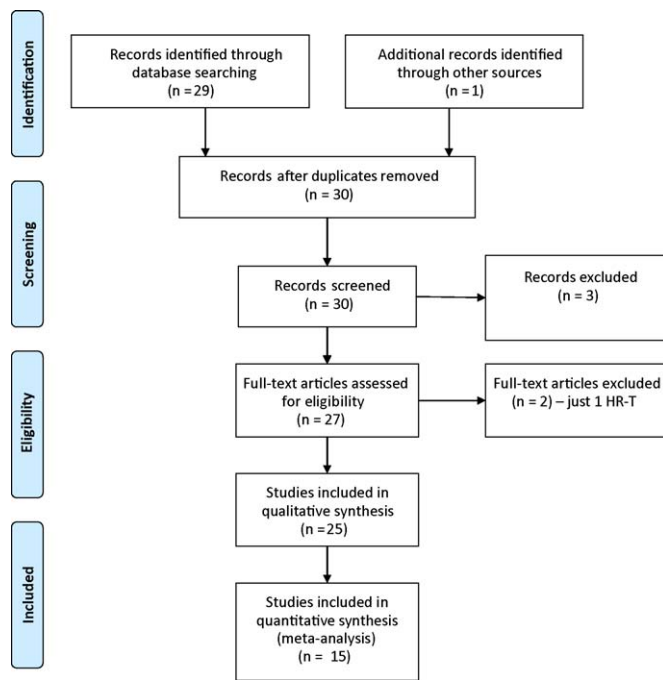 Identification
Records identified through
database searching
(n =29)
Additional records identified
through other sources
(n =1)
Records after duplicates removed
(n = 30)
Screening
Records screened
(n = 30)
Records excluded
(n = 3)
Eligibility
Full-text articles assessed
for eligibility
(n = 27)
Full-text articles excluded
(n = 2) – just 1 HR-T
Studies included in
qualitative synthesis
(n =25)
Included
Studies included in
quantitative synthesis
(meta-analysis)
(n = 15)